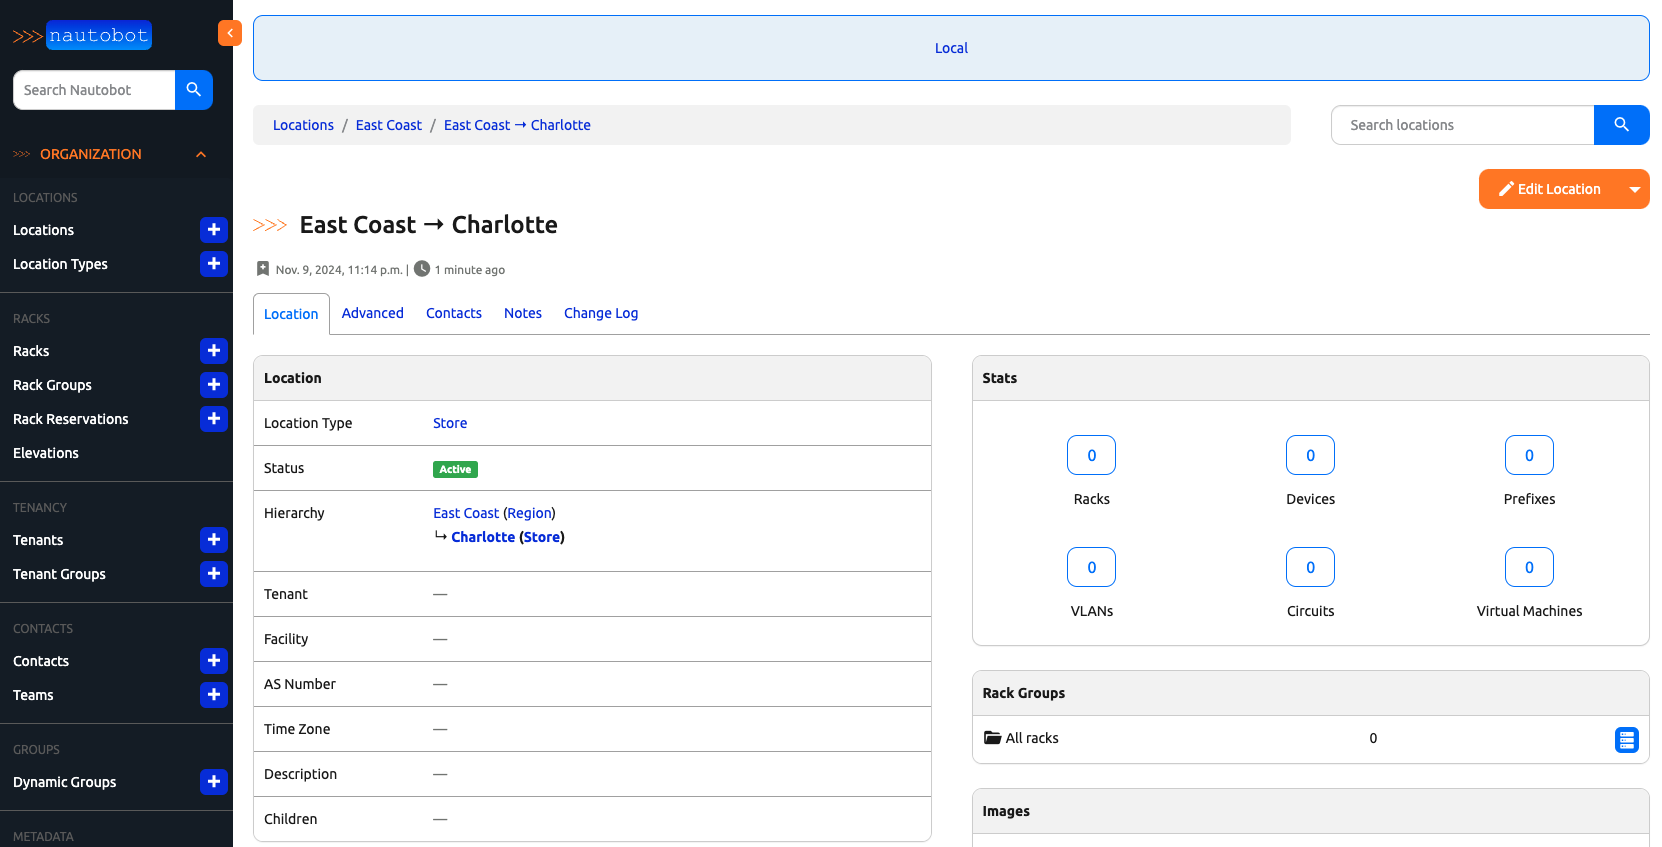 >>> nautobot
Search Nautobot
>>> ORGANIZATION
LOCATIONS
Locations
Location Types
RACKS
Racks
Rack Groups
Rack Reservations
Elevations
TENANCY
Tenants
Tenant Groups
CONTACTS
Contacts
Teams
GROUPS
Dynamic Groups
METADATA
Local
Locations / East Coast / East Coast → Charlotte
Search locations
Edit Location
>>> East Coast → Charlotte
Nov. 9, 2024, 11:14 p.m. | 1 minute ago
Location Advanced Contacts Notes Change Log
Location
Location Type Store
Status Active
Hierarchy East Coast (Region)
↳ Charlotte (Store)
Tenant —
Facility —
AS Number —
Time Zone —
Description —
Children —
Stats
0 0 0
Racks Devices Prefixes
0 0 0
VLANs Circuits Virtual Machines
Rack Groups
All racks 0
Images